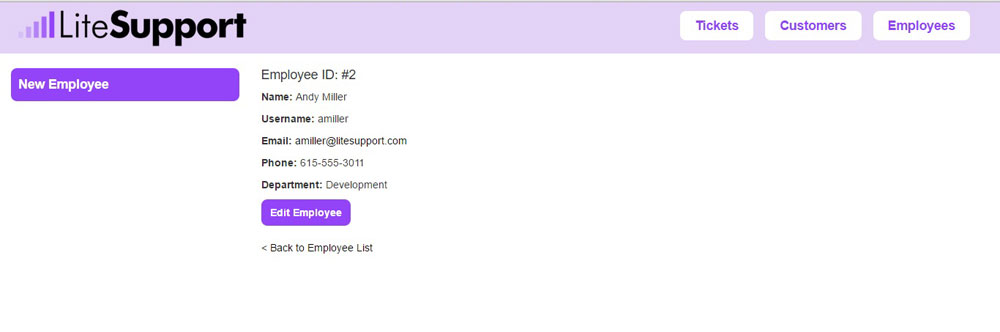 LiteSupport
Tickets
Customers
Employees
New Employee
Employee ID: #2
Name: Andy Miller
Username: amiller
Email: amiller@litesupport.com
Phone: 615-555-3011
Department: Development
Edit Employee
< Back to Employee List